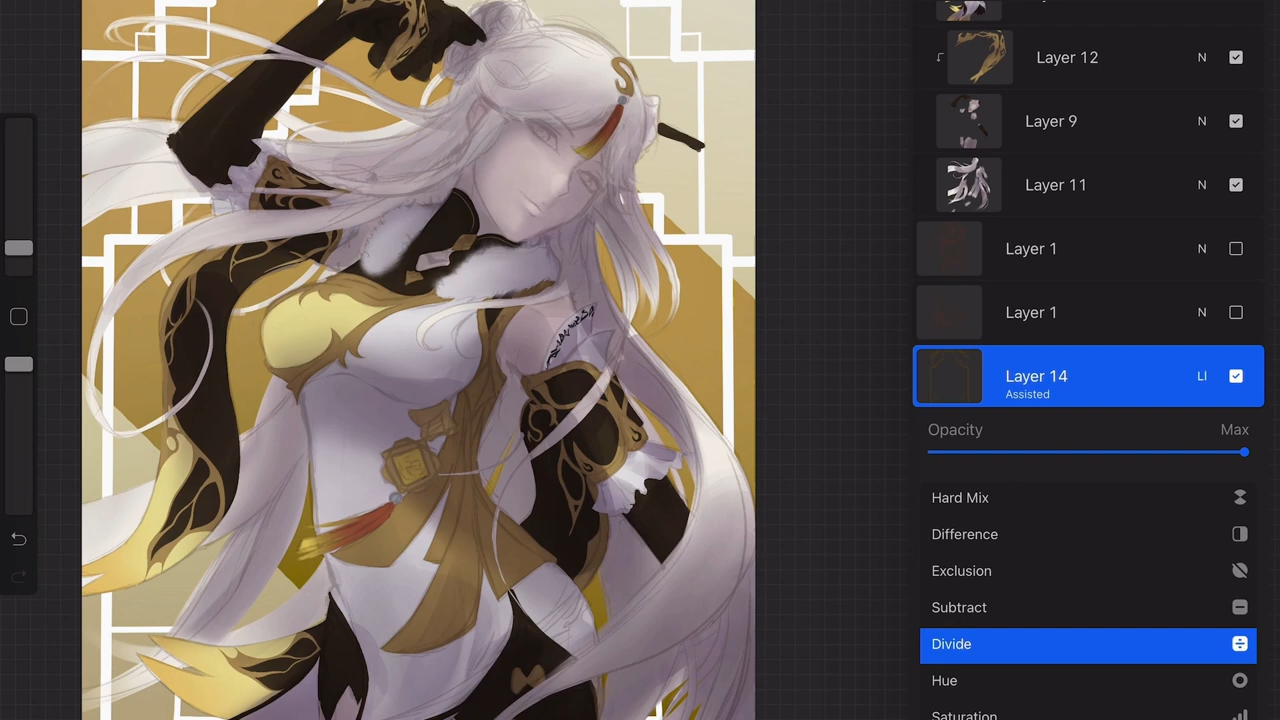 Layer 12 N
Layer 9 N
Layer 11 N
Layer 1 N
Layer 1 N
Layer 14 LI
Assisted
Opacity Max
Hard Mix
Difference
Exclusion
Subtract
Divide
Hue
Saturation